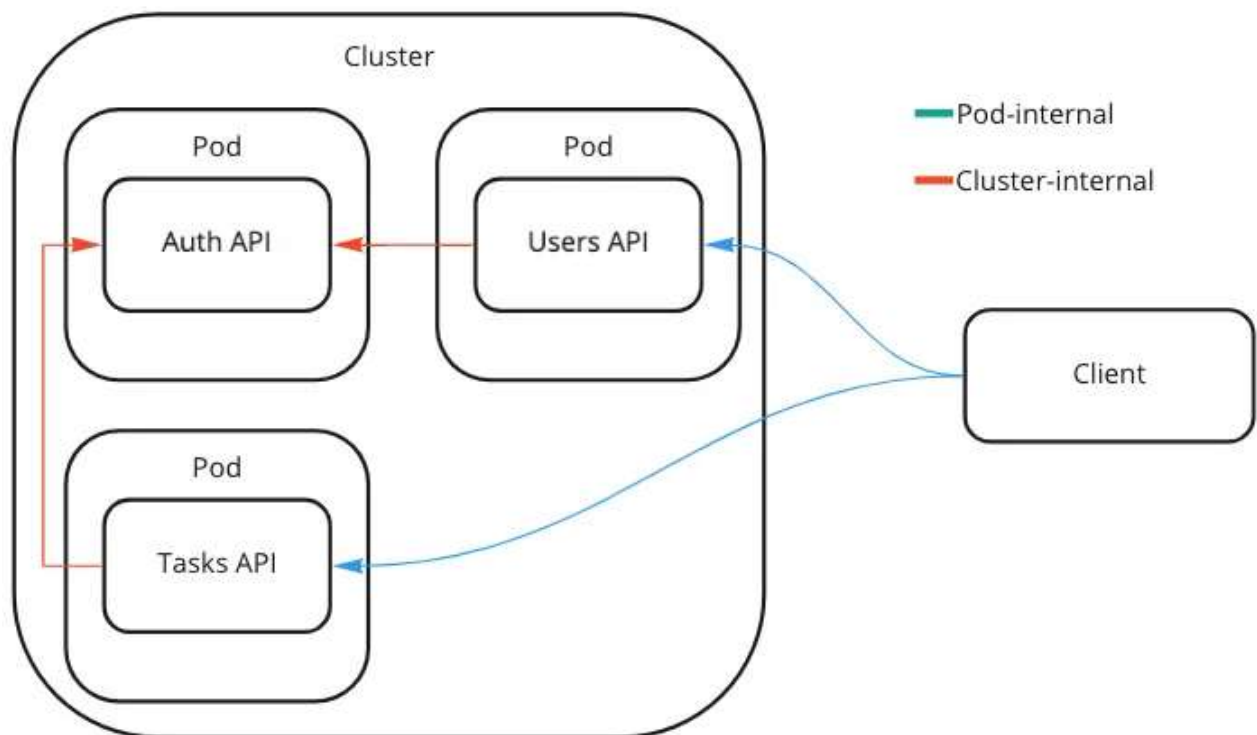 Cluster
Pod
Auth API
Pod
Users API
Pod
Tasks API
Client
Pod-internal
Cluster-internal